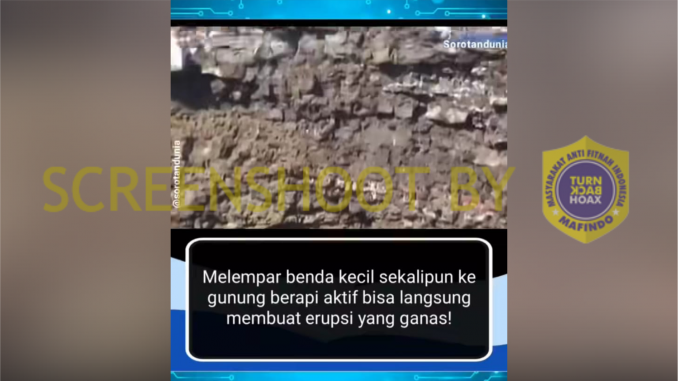 Sorotandunia
@sorotandunia
SCREENSHOOT BY
MASYARAKAT ANTI FITNAH INDONESIA
TURN
BACK
HOAX
MAFINDO
Melempar benda kecil sekalipun ke
gunung berapi aktif bisa langsung
membuat erupsi yang ganas!